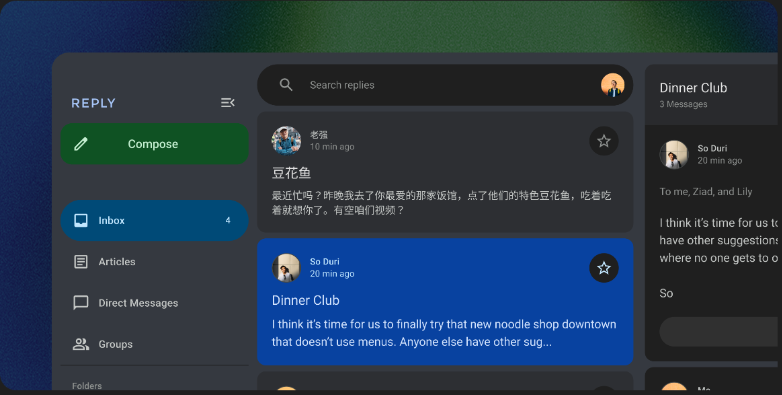 REPLY
Compose
Inbox 4
Articles
Direct Messages
Groups
Folders
Search replies
老强
10 min ago
豆花鱼
最近忙吗？昨晚我去了你最爱的那家饭馆，点了他们的特色豆花鱼，吃着吃
着就想你了。有空咱们视频？
So Duri
20 min ago
Dinner Club
I think it's time for us to finally try that new noodle shop downtown
that doesn't use menus. Anyone else have other sug...
Dinner Club
3 Messages
So Duri
20 min ago
To me, Ziad, and Lily
I think it's time for us
have other suggestions
where no one gets to
So